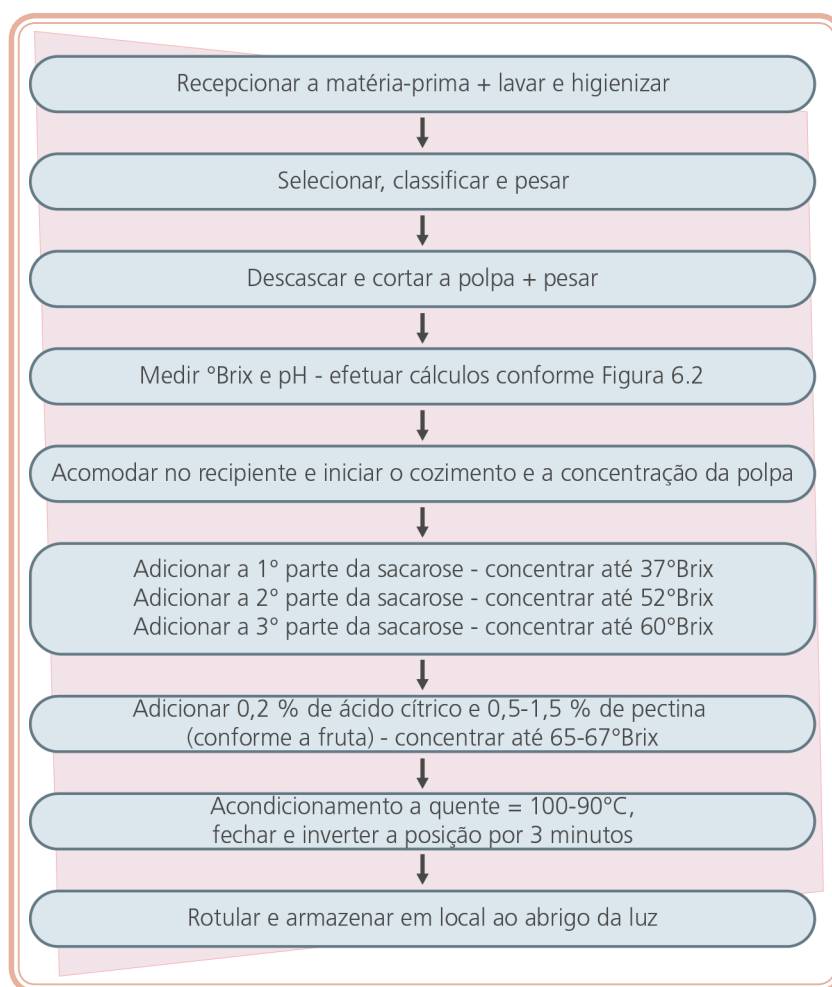 Recepcionar a matéria-prima + lavar e higienizar
Selecionar, classificar e pesar
Descascar e cortar a polpa + pesar
Medir °Brix e pH - efetuar cálculos conforme Figura 6.2
Acomodar no recipiente e iniciar o cozimento e a concentração da polpa
Adicionar a 1° parte da sacarose - concentrar até 37°Brix
Adicionar a 2° parte da sacarose - concentrar até 52°Brix
Adicionar a 3° parte da sacarose - concentrar até 60°Brix
Adicionar 0,2 % de ácido cítrico e 0,5-1,5 % de pectina
(conforme a fruta) - concentrar até 65-67°Brix
Acondicionamento a quente = 100-90°C,
fechar e inverter a posição por 3 minutos
Rotular e armazenar em local ao abrigo da luz